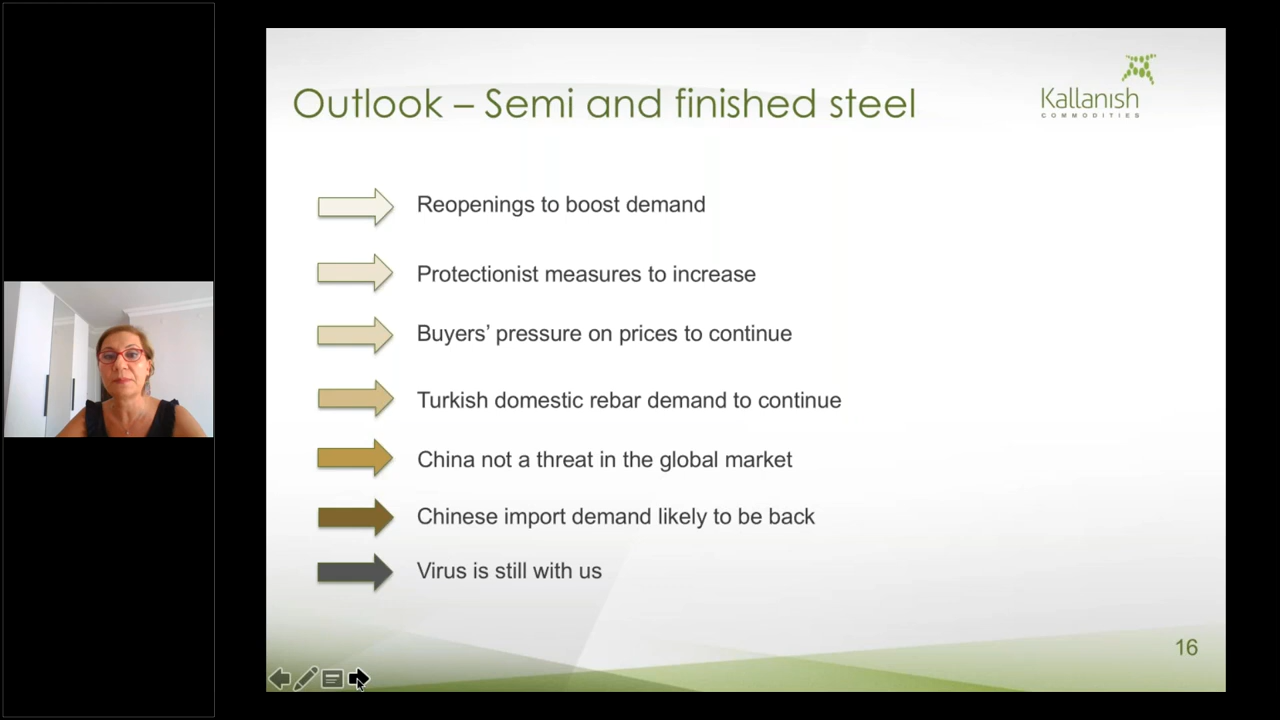 Outlook – Semi and finished steel
Kallanish
COMMODITIES
Reopenings to boost demand
Protectionist measures to increase
Buyers’ pressure on prices to continue
Turkish domestic rebar demand to continue
China not a threat in the global market
Chinese import demand likely to be back
Virus is still with us
16